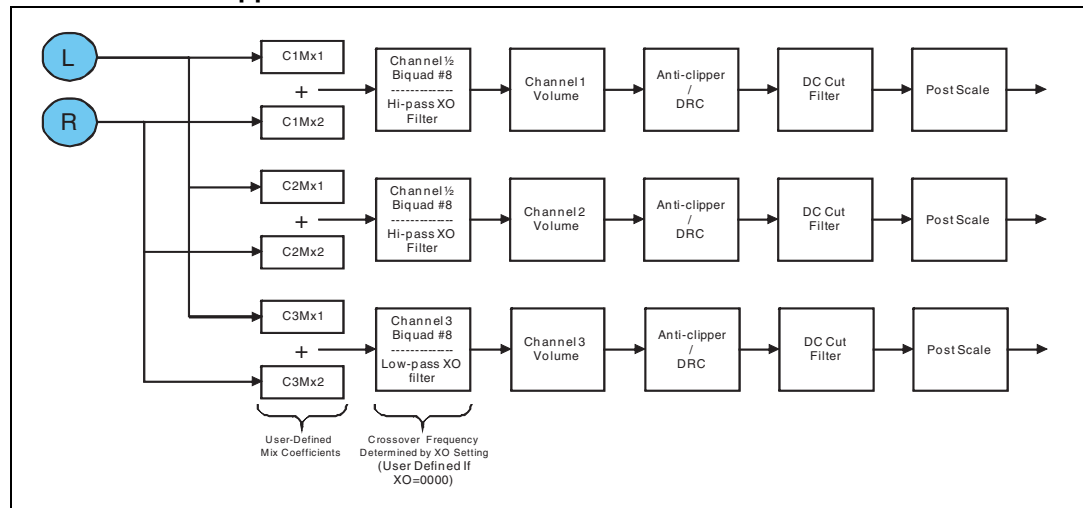 L
R
C1Mx1
+
C1Mx2
Channel ½
Biquad #8
---------------
Hi-pass XO
Filter
Channel 1
Volume
Anti-clipper
/
DRC
DC Cut
Filter
Post Scale
C2Mx1
+
C2Mx2
Channel ½
Biquad #8
---------------
Hi-pass XO
Filter
Channel 2
Volume
Anti-clipper
/
DRC
DC Cut
Filter
Post Scale
C3Mx1
+
C3Mx2
Channel 3
Biquad #8
---------------
Low-pass XO
filter
Channel 3
Volume
Anti-clipper
/
DRC
DC Cut
Filter
Post Scale
User-Defined
Mix Coefficients
Crossover Frequency
Determined by XO Setting
(User Defined If
XO=0000)